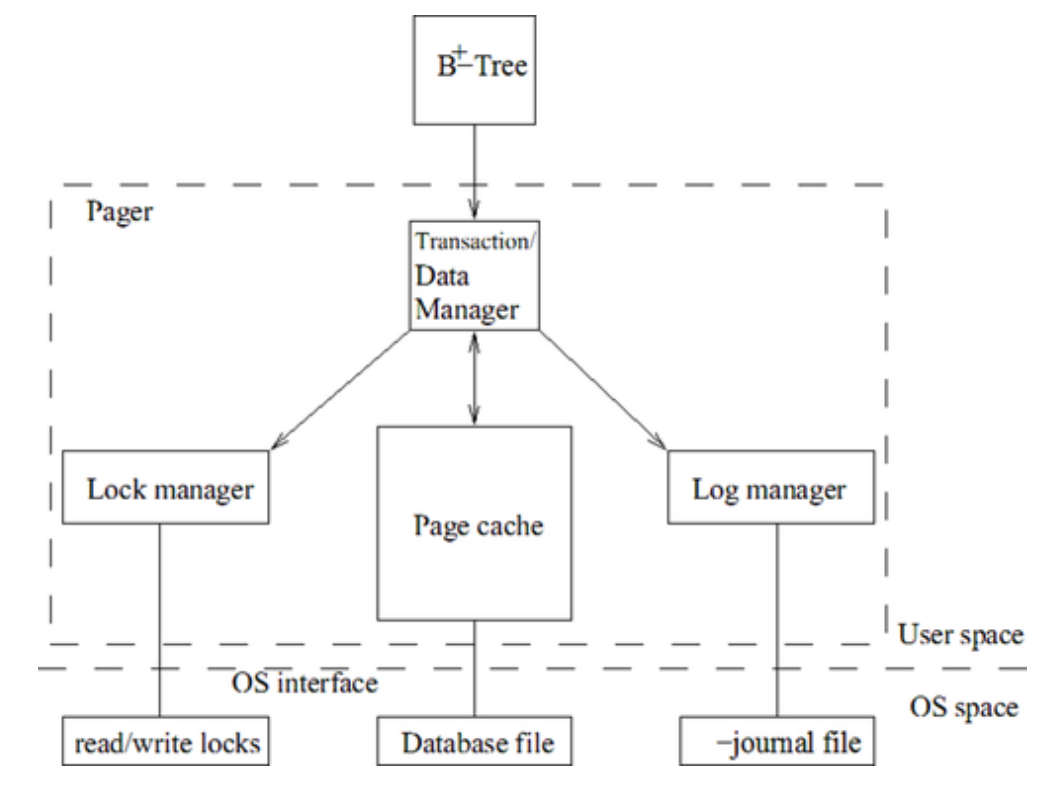 B+−Tree
Pager
Transaction/
Data
Manager
Lock manager
Page cache
Log manager
User space
OS interface
OS space
read/write locks
Database file
−journal file